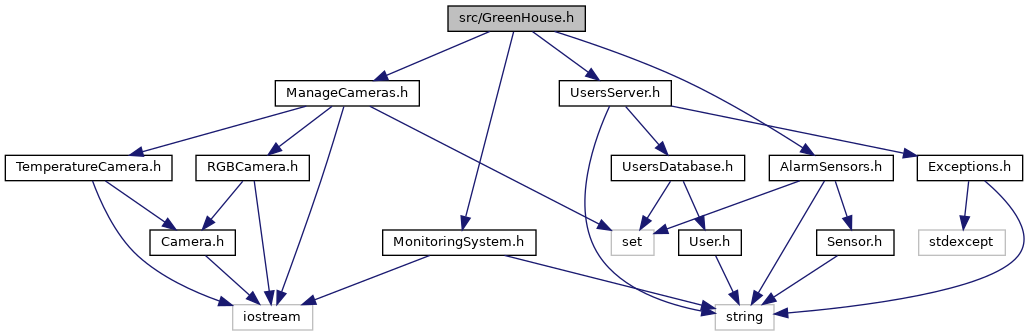 src/GreenHouse.h
ManageCameras.h
UsersServer.h
TemperatureCamera.h
RGBCamera.h
UsersDatabase.h
AlarmSensors.h
Exceptions.h
Camera.h
MonitoringSystem.h
set
User.h
Sensor.h
stdexcept
iostream
string